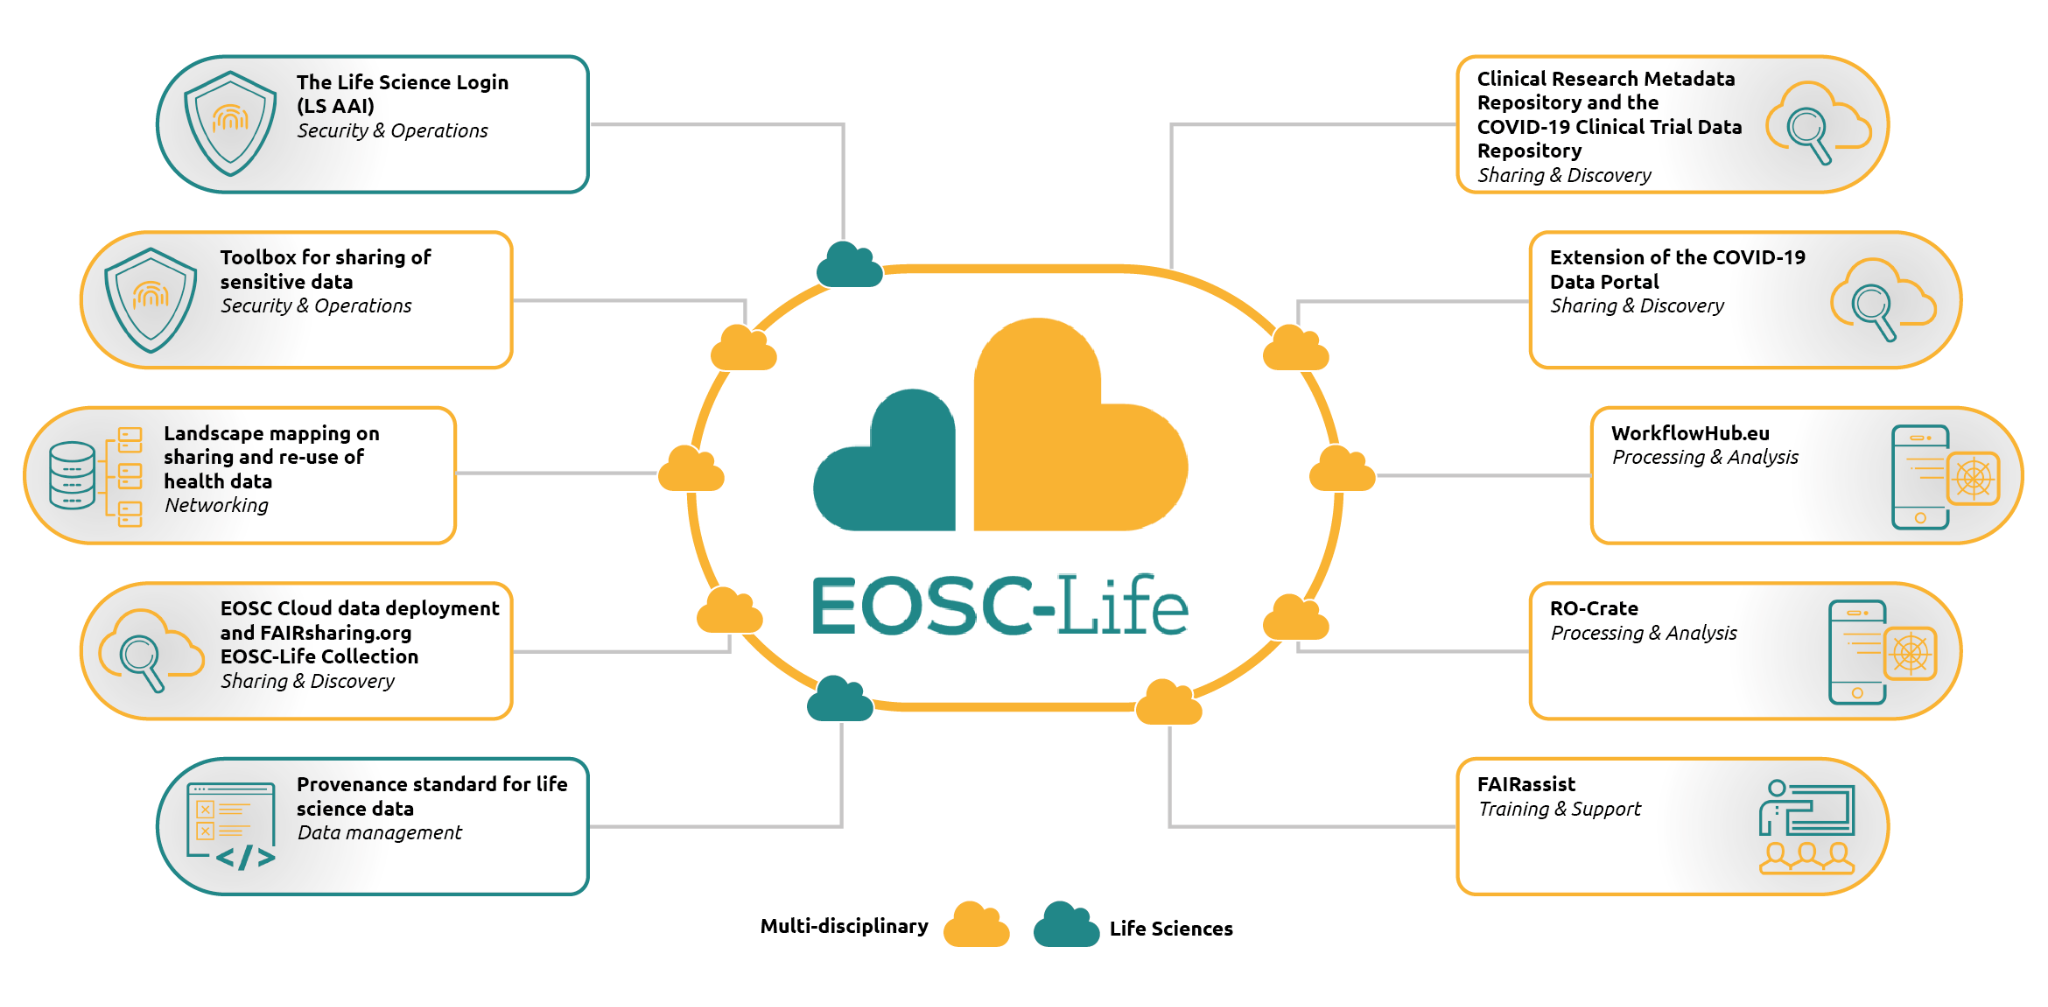 The Life Science Login
(LS AAI)
Security & Operations
Toolbox for sharing of
sensitive data
Security & Operations
Landscape mapping on
sharing and re-use of
health data
Networking
EOSC Cloud data deployment
and FAIRsharing.org
EOSC-Life Collection
Sharing & Discovery
Provenance standard for life
science data
Data management
</>
EOSC-Life
Clinical Research Metadata
Repository and the
COVID-19 Clinical Trial Data
Repository
Sharing & Discovery
Extension of the COVID-19
Data Portal
Sharing & Discovery
WorkflowHub.eu
Processing & Analysis
RO-Crate
Processing & Analysis
FAIRassist
Training & Support
Multi-disciplinary
Life Sciences